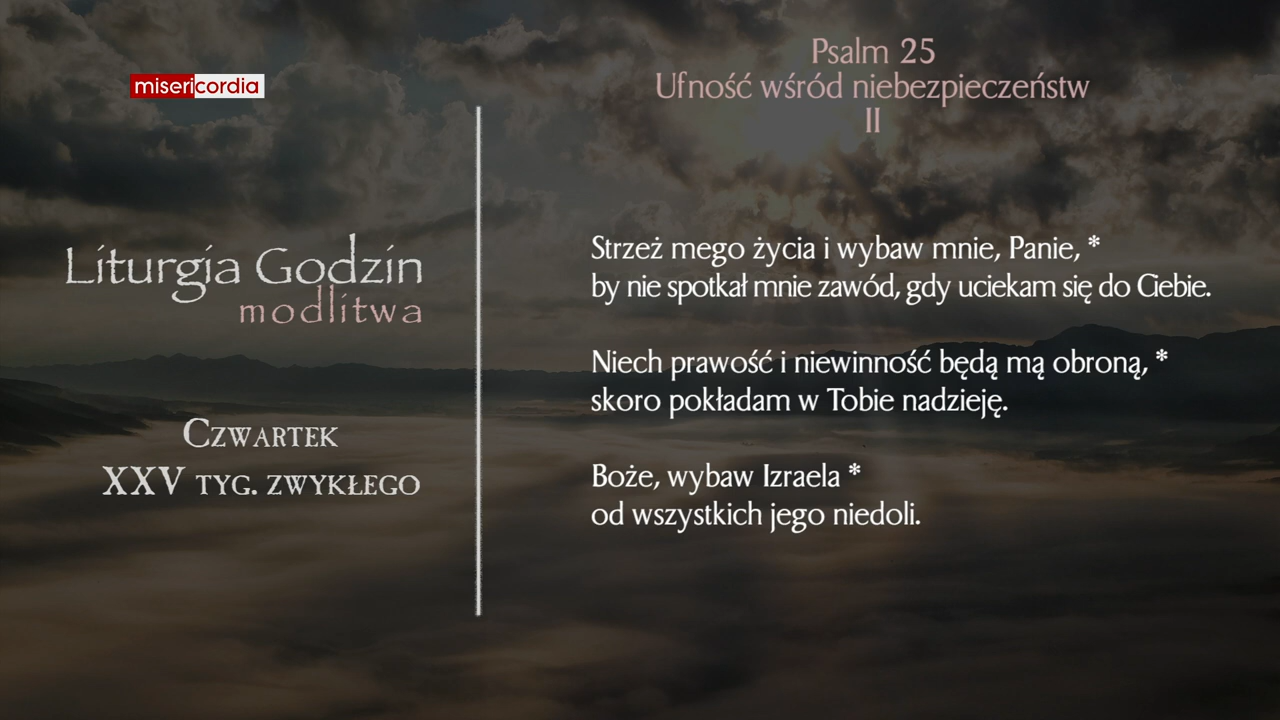 misericordia
Liturgia Godzin
modlitwa
Czwartek
XXV tyg. zwykłego
Psalm 25
Ufność wśród niebezpieczeństw
II
Strzeż mego życia i wybaw mnie, Panie, *
by nie spotkał mnie zawód, gdy uciekam się do Ciebie.
Niech prawość i niewinność będą mą obroną, *
skoro pokładam w Tobie nadzieję.
Boże, wybaw Izraela *
od wszystkich jego niedoli.